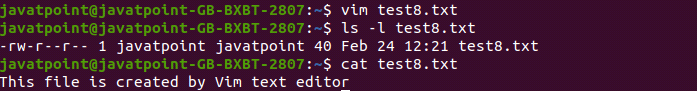 javatpoint@javatpoint-GB-BXBT-2807:~$ vim test8.txt
javatpoint@javatpoint-GB-BXBT-2807:~$ ls -l test8.txt
-rw-r--r-- 1 javatpoint javatpoint 40 Feb 24 12:21 test8.txt
javatpoint@javatpoint-GB-BXBT-2807:~$ cat test8.txt
This file is created by Vim text editor